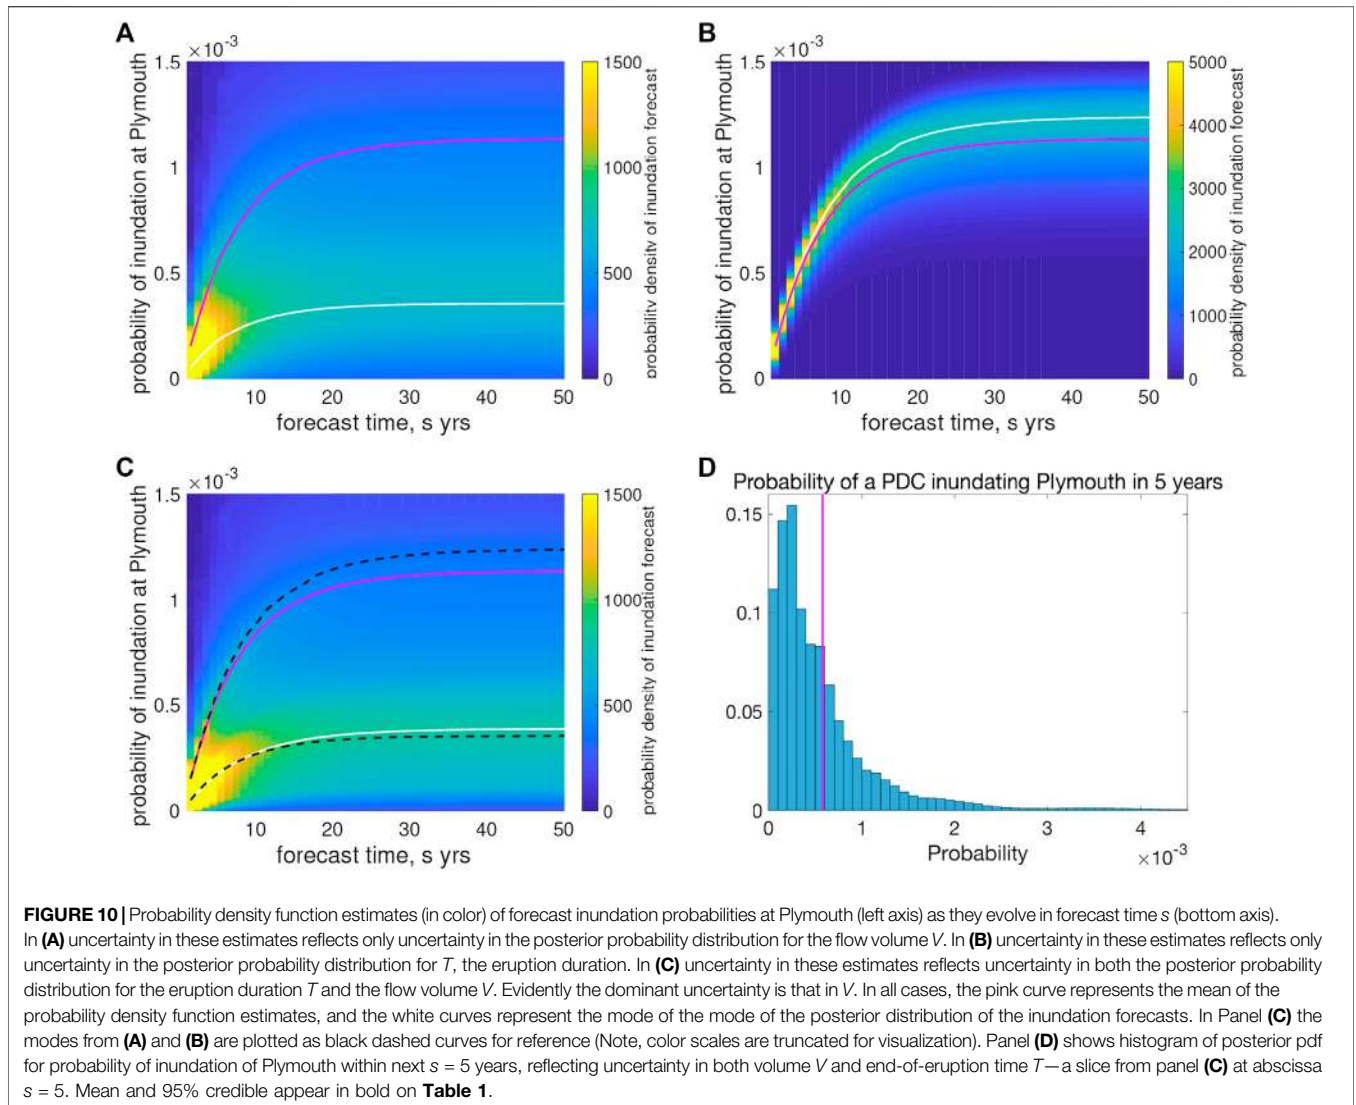 A
×10⁻³
1.5
1
0.5
0
probability of inundation at Plymouth
10 20 30 40 50
forecast time, s yrs
1500
1000
500
0
probability density of inundation forecast
B
×10⁻³
1.5
1
0.5
0
probability of inundation at Plymouth
10 20 30 40 50
forecast time, s yrs
5000
4000
3000
2000
1000
0
probability density of inundation forecast
C
×10⁻³
1.5
1
0.5
0
probability of inundation at Plymouth
10 20 30 40 50
forecast time, s yrs
1500
1000
500
0
probability density of inundation forecast
D
Probability of a PDC inundating Plymouth in 5 years
0.15
0.1
0.05
0
0 1 2 3 4
×10⁻³
Probability
FIGURE 10 | Probability density function estimates (in color) of forecast inundation probabilities at Plymouth (left axis) as they evolve in forecast time s (bottom axis).
In (A) uncertainty in these estimates reflects only uncertainty in the posterior probability distribution for the flow volume V. In (B) uncertainty in these estimates reflects only
uncertainty in the posterior probability distribution for T, the eruption duration. In (C) uncertainty in these estimates reflects uncertainty in both the posterior probability
distribution for the eruption duration T and the flow volume V. Evidently the dominant uncertainty is that in V. In all cases, the pink curve represents the mean of the
probability density function estimates, and the white curves represent the mode of the mode of the posterior distribution of the inundation forecasts. In Panel (C) the
modes from (A) and (B) are plotted as black dashed curves for reference (Note, color scales are truncated for visualization). Panel (D) shows histogram of posterior pdf
for probability of inundation of Plymouth within next s = 5 years, reflecting uncertainty in both volume V and end-of-eruption time T—a slice from panel (C) at abscissa
s = 5. Mean and 95% credible appear in bold on Table 1.